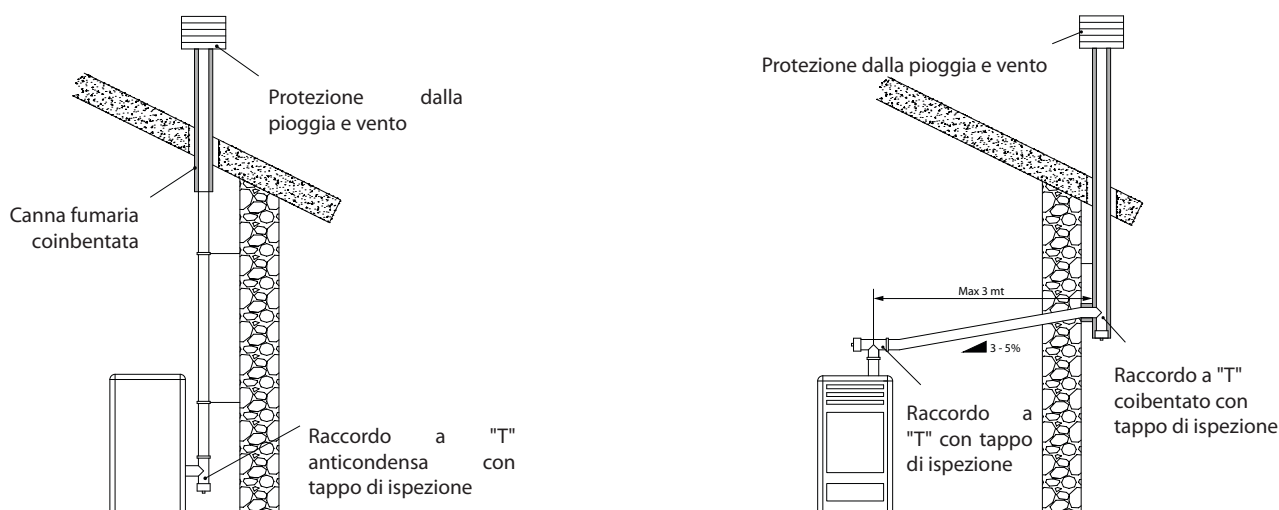 Protezione dalla
pioggia e vento
Canna fumaria
coinbentata
Raccordo a "T"
anticondensa con
tappo di ispezione
Protezione dalla pioggia e vento
Max 3 mt
3 - 5%
Raccordo a
"T" con tappo
di ispezione
Raccordo a "T"
coibentato con
tappo di ispezione